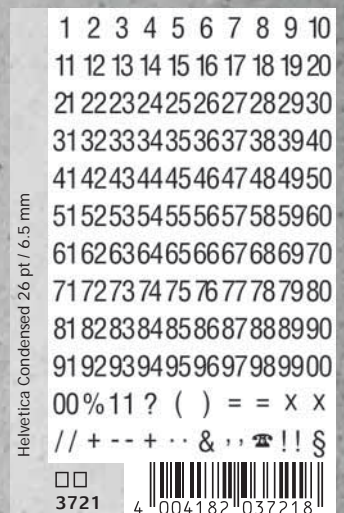 1 2 3 4 5 6 7 8 9 10
11 12 13 14 15 16 17 18 19 20
21 22 23 24 25 26 27 28 29 30
31 32 33 34 35 36 37 38 39 40
41 42 43 44 45 46 47 48 49 50
51 52 53 54 55 56 57 58 59 60
61 62 63 64 65 66 67 68 69 70
71 72 73 74 75 76 77 78 79 80
81 82 83 84 85 86 87 88 89 90
91 92 93 94 95 96 97 98 99 00
00 % 11 ? ( ) = = x x
// + - - + · · & , , ☎ ! ! §
Helvetica Condensed 26 pt / 6.5 mm
□□
3721
4 004182 037218